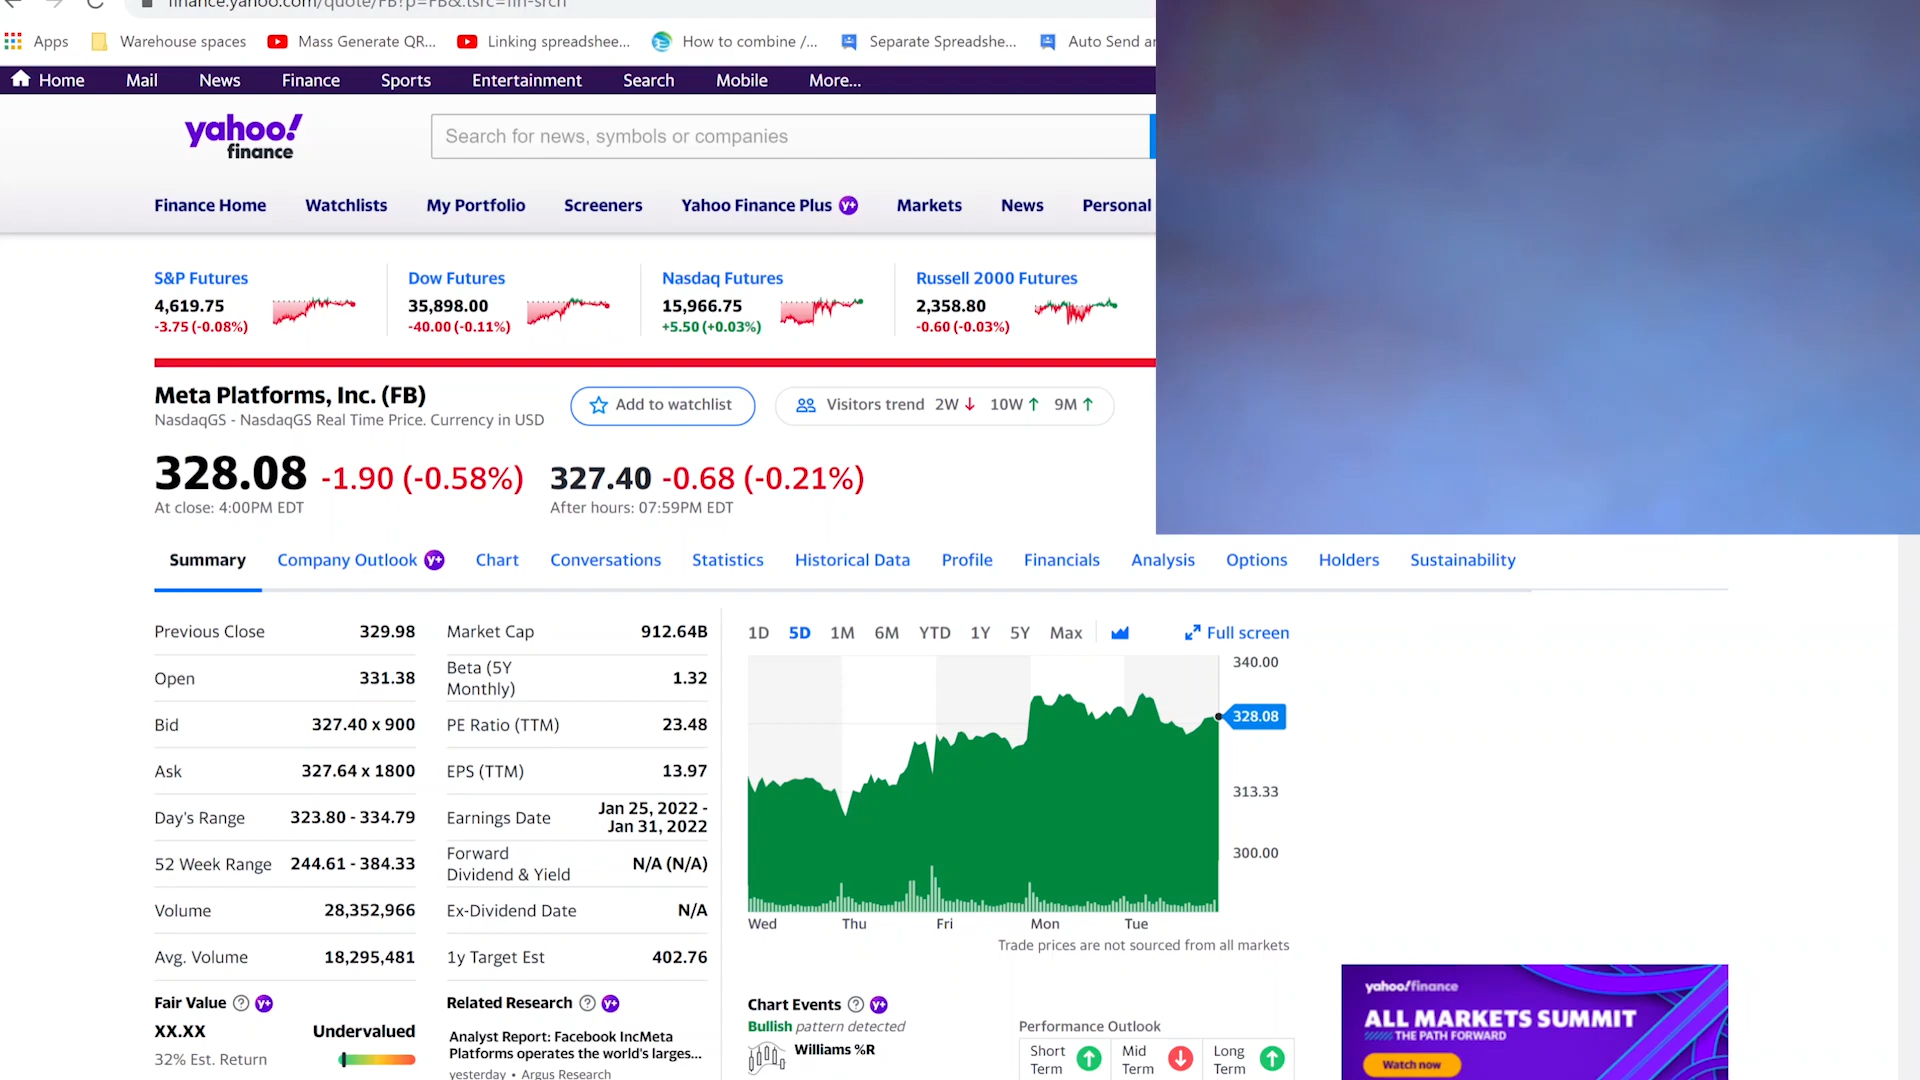 finance.yahoo.com/quote/FB?p=FB&.tsrc=fin-srch
Apps Warehouse spaces Mass Generate QR... Linking spreadshee... How to combine /... Separate Spreadshe... Auto Send an
Home Mail News Finance Sports Entertainment Search Mobile More...
yahoo!
finance
Search for news, symbols or companies
Finance Home Watchlists My Portfolio Screeners Yahoo Finance Plus Y+ Markets News Personal
S&P Futures Dow Futures Nasdaq Futures Russell 2000 Futures
4,619.75 35,898.00 15,966.75 2,358.80
-3.75 (-0.08%) -40.00 (-0.11%) +5.50 (+0.03%) -0.60 (-0.03%)
Meta Platforms, Inc. (FB)
NasdaqGS - NasdaqGS Real Time Price. Currency in USD
Add to watchlist
Visitors trend 2W ↓ 10W ↑ 9M ↑
328.08 -1.90 (-0.58%) 327.40 -0.68 (-0.21%)
At close: 4:00PM EDT After hours: 07:59PM EDT
Summary Company Outlook Y+ Chart Conversations Statistics Historical Data Profile Financials Analysis Options Holders Sustainability
Previous Close 329.98
Open 331.38
Bid 327.40 x 900
Ask 327.64 x 1800
Day's Range 323.80 - 334.79
52 Week Range 244.61 - 384.33
Volume 28,352,966
Avg. Volume 18,295,481
Market Cap 912.64B
Beta (5Y
Monthly) 1.32
PE Ratio (TTM) 23.48
EPS (TTM) 13.97
Earnings Date Jan 25, 2022 -
Jan 31, 2022
Forward
Dividend & Yield N/A (N/A)
Ex-Dividend Date N/A
1y Target Est 402.76
1D 5D 1M 6M YTD 1Y 5Y Max Full screen
340.00
328.08
313.33
300.00
Wed Thu Fri Mon Tue
Trade prices are not sourced from all markets
Fair Value ? Y+
XX.XX Undervalued
32% Est. Return
Related Research ? Y+
Analyst Report: Facebook IncMeta
Platforms operates the world's larges...
yesterday • Argus Research
Chart Events ? Y+
Bullish pattern detected
Williams %R
Performance Outlook
Short
Term
Mid
Term
Long
Term
yahoo!finance
ALL MARKETS SUMMIT
THE PATH FORWARD
Watch now